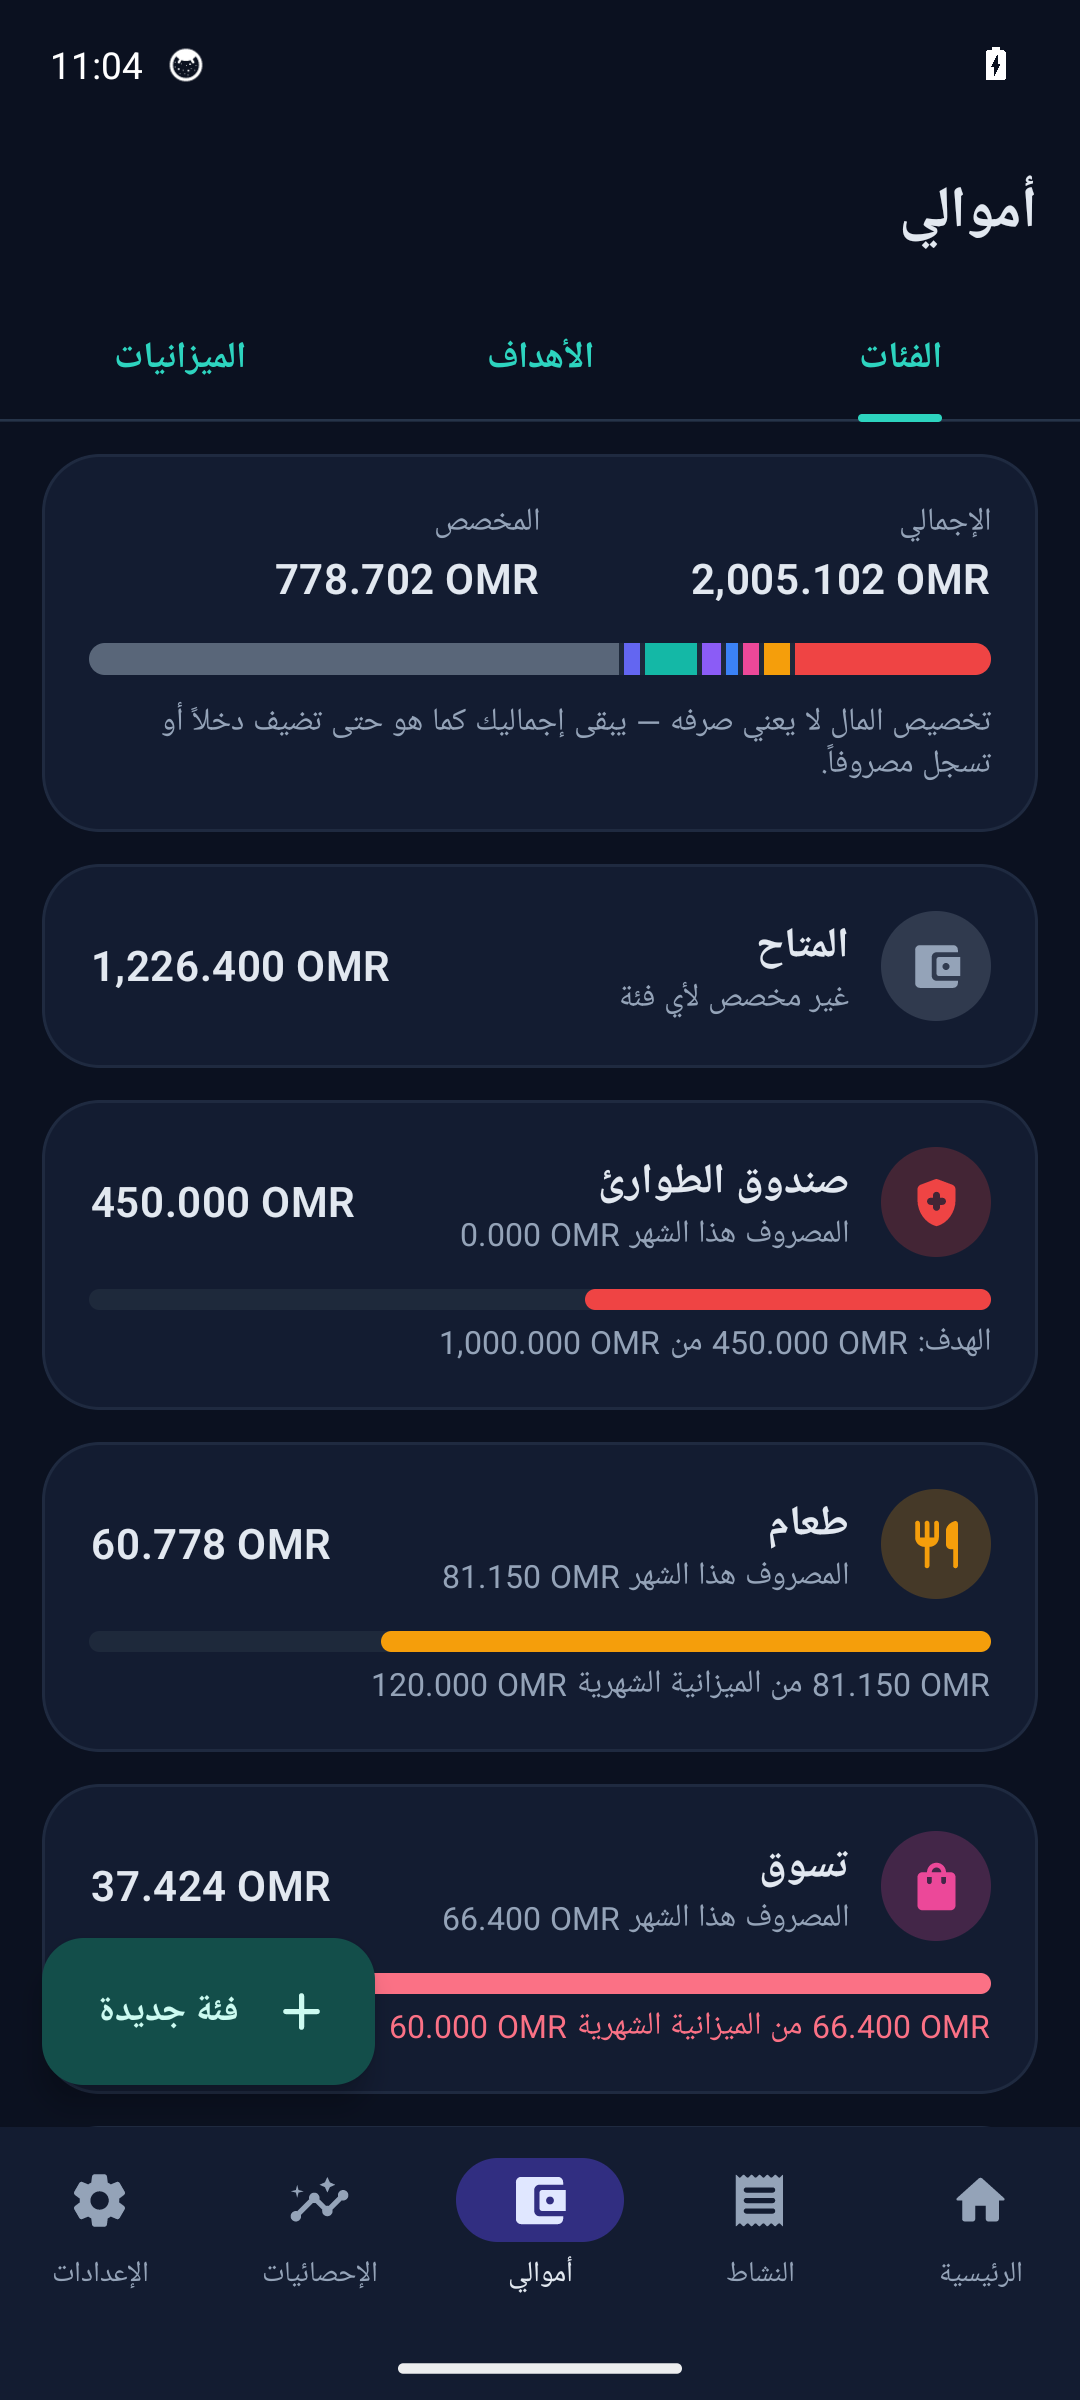 11:04
أموالي
الفئات
الأهداف
الميزانيات
الإجمالي
المخصص
2,005.102 OMR
778.702 OMR
تخصيص المال لا يعني صرفه — يبقى إجماليك كما هو حتى تضيف دخلاً أو
تسجل مصروفاً.
المتاح
غير مخصص لأي فئة
1,226.400 OMR
صندوق الطوارئ
المصروف هذا الشهر 0.000 OMR
450.000 OMR
الهدف: 450.000 OMR من 1,000.000 OMR
طعام
المصروف هذا الشهر 81.150 OMR
60.778 OMR
81.150 OMR من الميزانية الشهرية 120.000 OMR
تسوق
المصروف هذا الشهر 66.400 OMR
37.424 OMR
66.400 OMR من الميزانية الشهرية 60.000 OMR
فئة جديدة
الرئيسية
النشاط
أموالي
الإحصائيات
الإعدادات